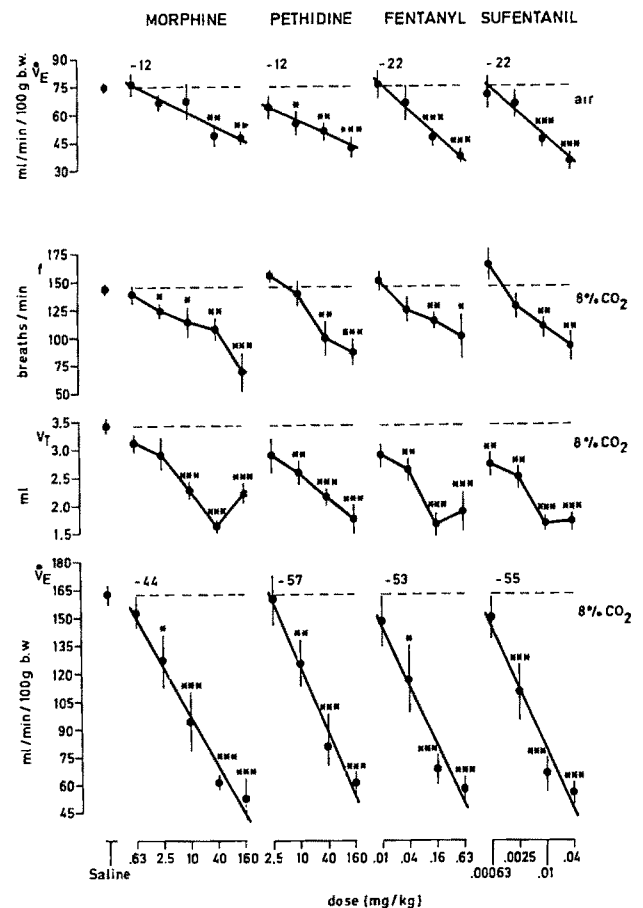 MORPHINE PETHIDINE FENTANYL SUFENTANIL
V̇E
ml/min/100g b.w.
90
75
60
45
30
-12 -12 -22 -22
** ** * ** *** *** *** *** ***
air
f
breaths/min
175
150
125
100
75
50
* * ** *** ** *** ** * ** **
8% CO2
VT
ml
3.5
3.0
2.5
2.0
1.5
*** *** *** ** *** *** ** *** *** ** ** *** ***
8% CO2
V̇E
ml/min/100g b.w
165
150
135
120
105
90
75
60
45
-44 -57 -53 -55
* *** *** *** ** *** *** * *** *** *** *** ***
8% CO2
Saline
.63 2.5 10 40 160
2.5 10 40 160
.01 .04 .16 .63
.00063 .0025 .01 .04
dose (mg/kg)